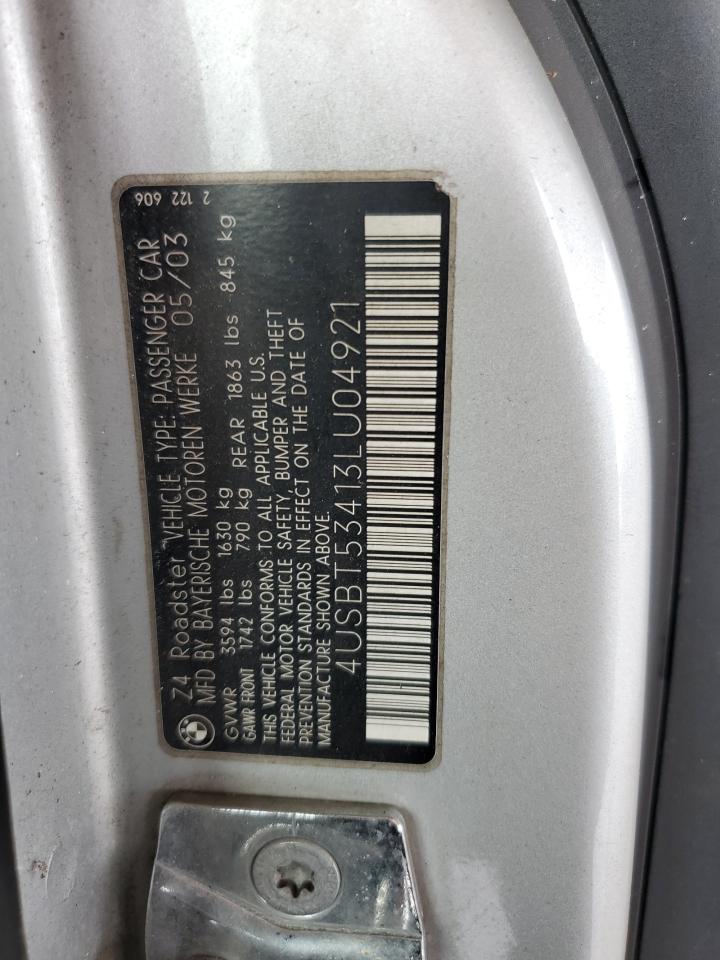 Z4 Roadster VEHICLE TYPE: PASSENGER CAR
MFD BY BAYERISCHE MOTOREN WERKE 05/03
GVWR 3594 lbs 1630 kg
GAWR FRONT 1742 lbs 790 kg REAR 1863 lbs 845 kg
THIS VEHICLE CONFORMS TO ALL APPLICABLE U.S.
FEDERAL MOTOR VEHICLE SAFETY, BUMPER AND THEFT
PREVENTION STANDARDS IN EFFECT ON THE DATE OF
MANUFACTURE SHOWN ABOVE.
4USBT53413LU04921
2 122 606